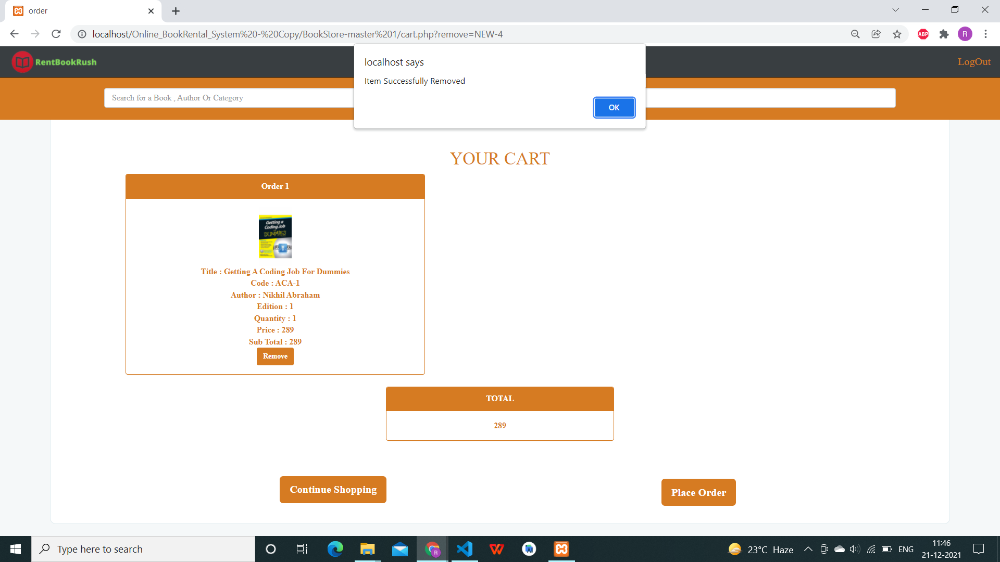 order
localhost/Online_BookRental_System%20-%20Copy/BookStore-master%201/cart.php?remove=NEW-4
ABP
R
RentBookRush
LogOut
localhost says
Item Successfully Removed
OK
Search for a Book , Author Or Category
YOUR CART
Order 1
Getting a
Coding Job
DUMMIES
Title : Getting A Coding Job For Dummies
Code : ACA-1
Author : Nikhil Abraham
Edition : 1
Quantity : 1
Price : 289
Sub Total : 289
Remove
TOTAL
289
Continue Shopping
Place Order
Type here to search
R
23°C Haze
ENG
11:46
21-12-2021